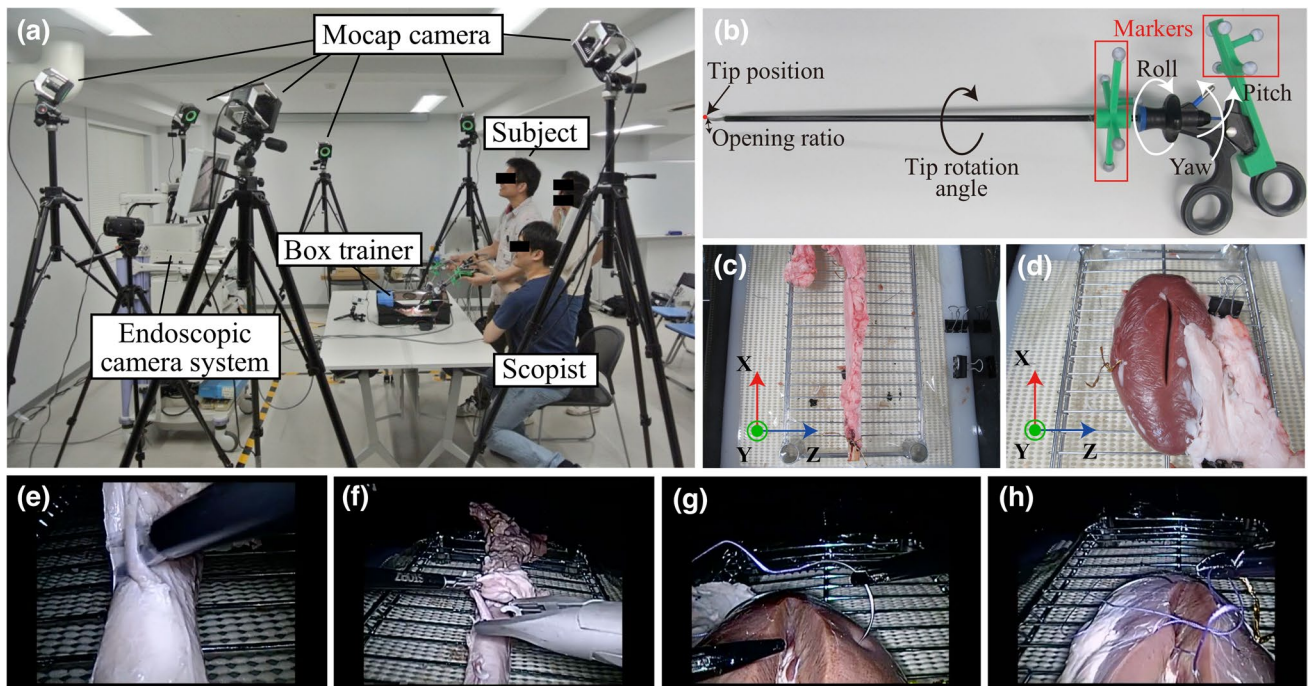 (a)
Mocap camera
Subject
Box trainer
Endoscopic
camera system
Scopist
(b)
Markers
Tip position
Roll
Pitch
Opening ratio
Tip rotation
angle
Yaw
(c)
X
Y
Z
(d)
X
Y
Z
(e)
(f)
(g)
(h)